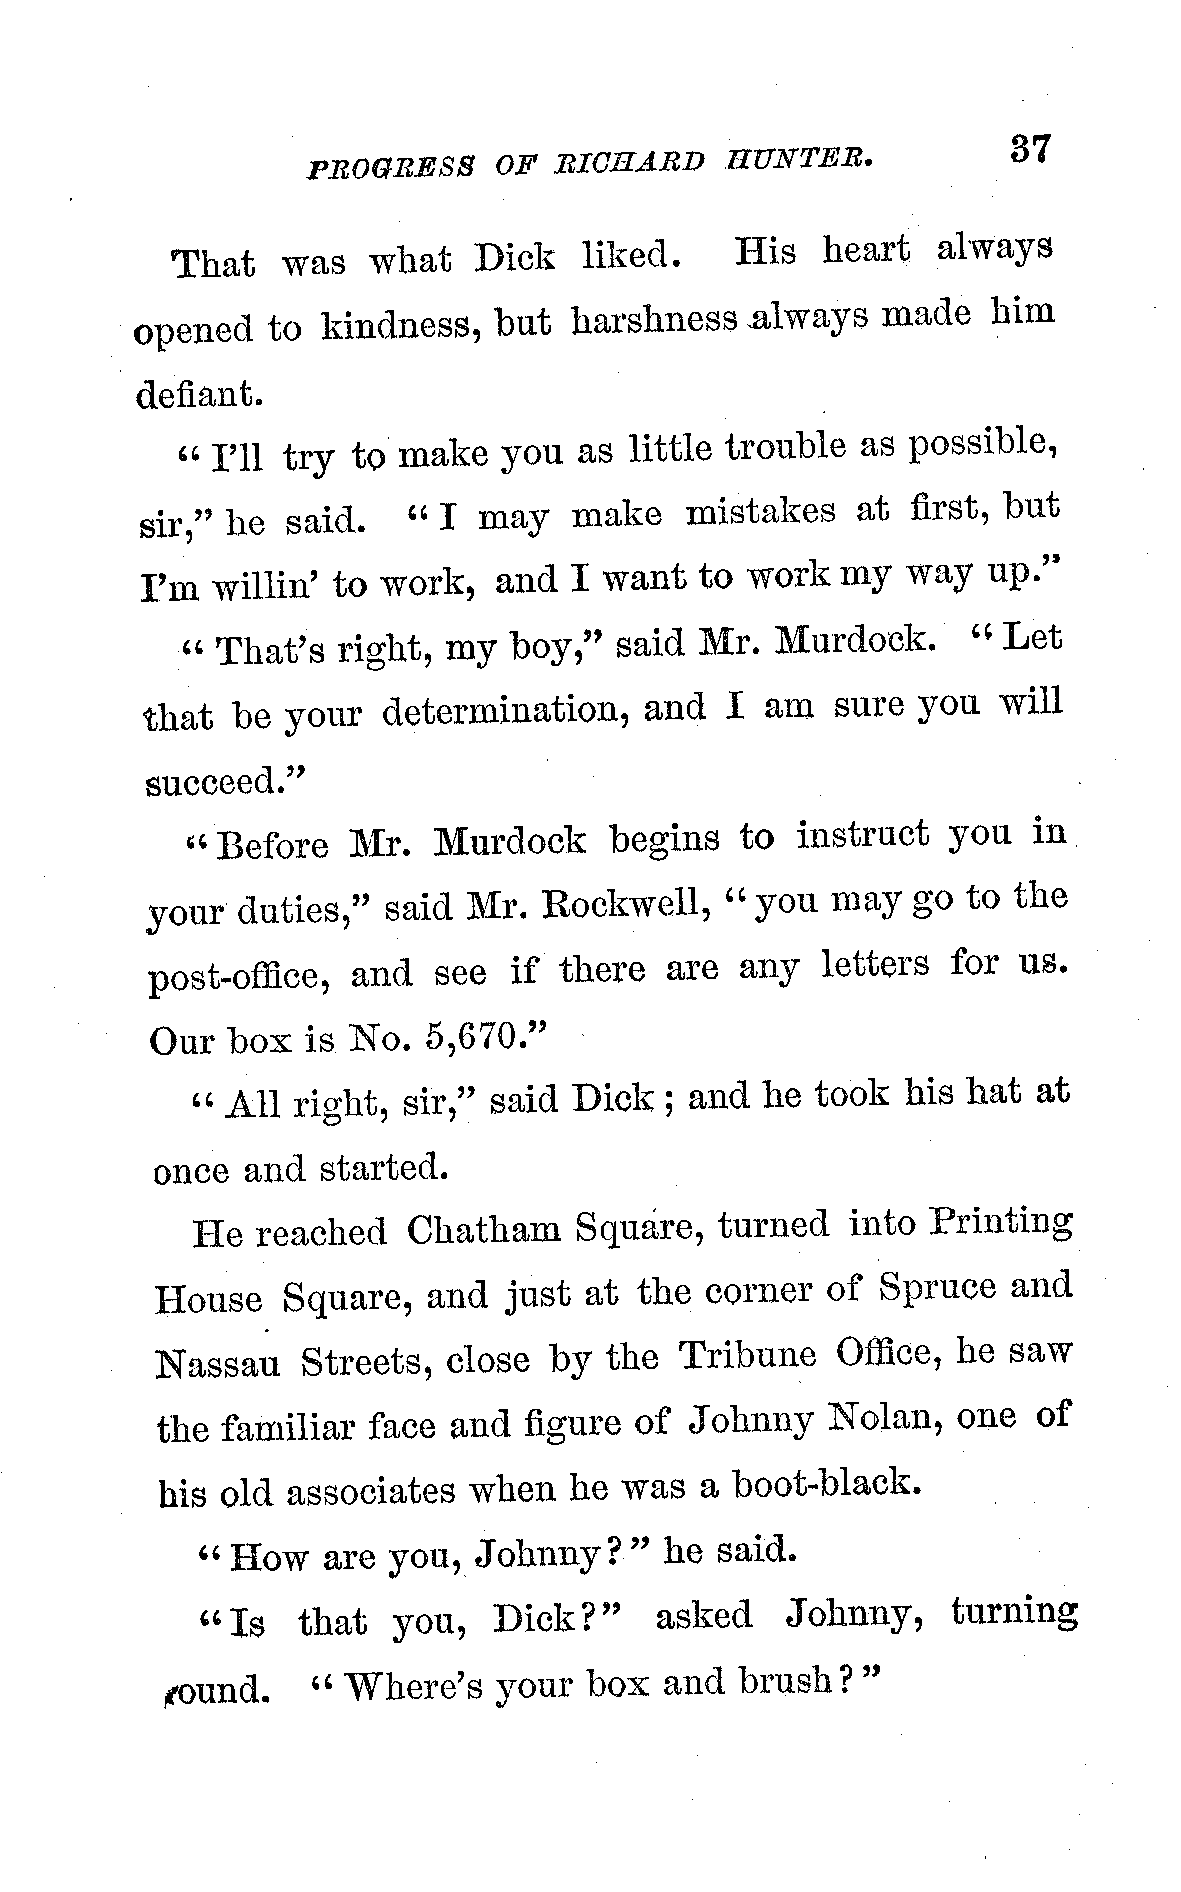 PROGRESS OF RICHARD HUNTER. 37
That was what Dick liked. His heart always
opened to kindness, but harshness always made him
defiant.
“ I’ll try to make you as little trouble as possible,
sir,” he said. “ I may make mistakes at first, but
I’m willin’ to work, and I want to work my way up.”
“ That’s right, my boy,” said Mr. Murdock. “ Let
that be your determination, and I am sure you will
succeed.”
“ Before Mr. Murdock begins to instruct you in
your duties,” said Mr. Rockwell, “ you may go to the
post-office, and see if there are any letters for us.
Our box is No. 5,670.”
“ All right, sir,” said Dick ; and he took his hat at
once and started.
He reached Chatham Square, turned into Printing
House Square, and just at the corner of Spruce and
Nassau Streets, close by the Tribune Office, he saw
the familiar face and figure of Johnny Nolan, one of
his old associates when he was a boot-black.
“ How are you, Johnny ? ” he said.
“ Is that you, Dick ? ” asked Johnny, turning
round. “ Where’s your box and brush ? ”